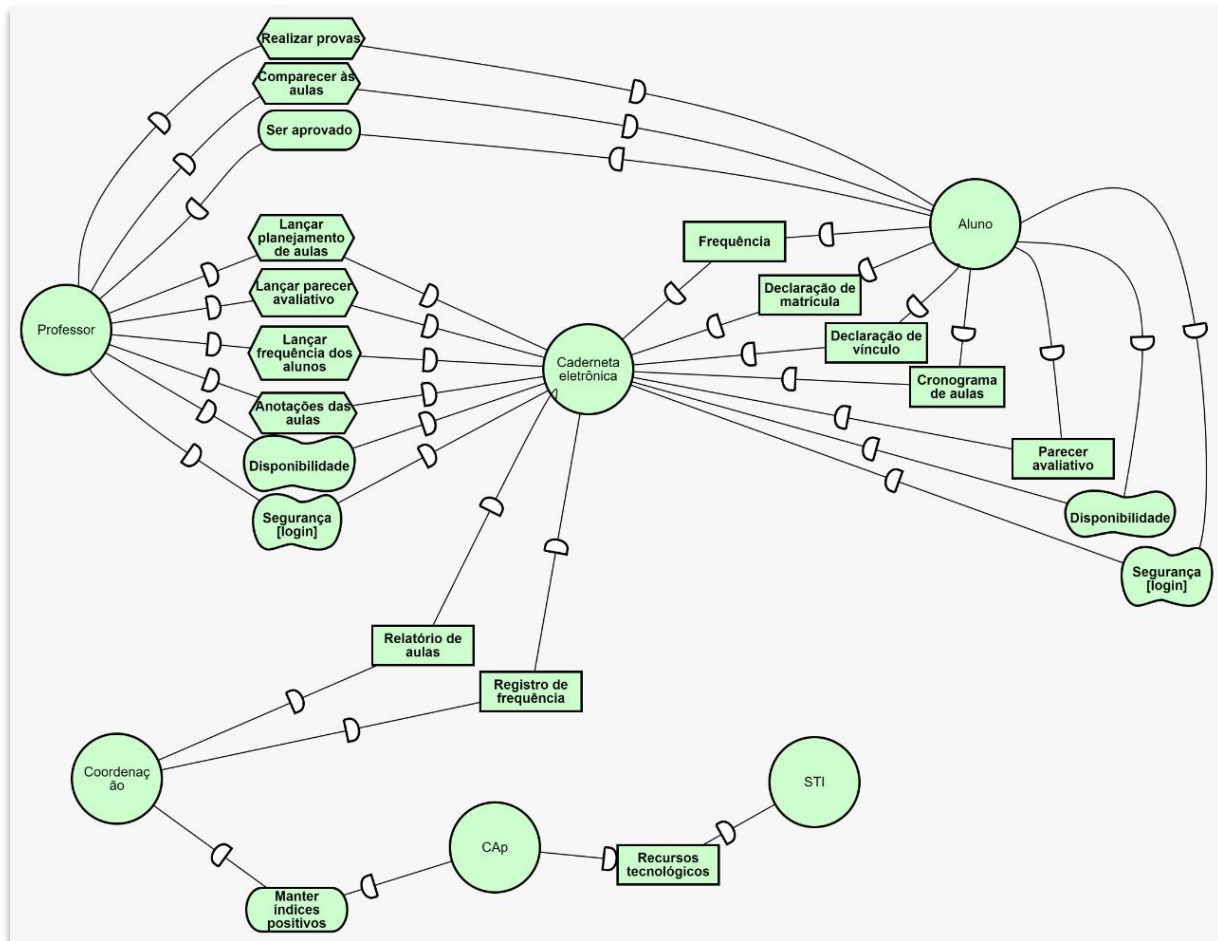 Realizar provas
Comparecer às
aulas
Ser aprovado
Lançar
planejamento
de aulas
Lançar parecer
avaliativo
Lançar
frequência dos
alunos
Anotações das
aulas
Disponibilidade
Segurança
[login]
Professor
Caderneta
eletrônica
Aluno
Frequência
Declaração de
matrícula
Declaração de
vínculo
Cronograma
de aulas
Parecer
avaliativo
Disponibilidade
Segurança
[login]
Relatório de
aulas
Registro de
frequência
Coordenaç
ão
CAp
STI
Recursos
tecnológicos
Manter
índices
positivos